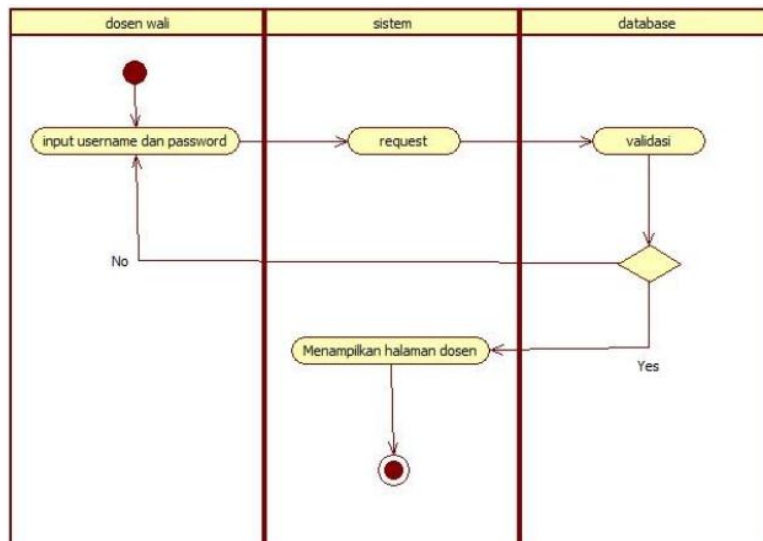 dosen wali
sistem
database
input username dan password
request
validasi
No
Menampilkan halaman dosen
Yes